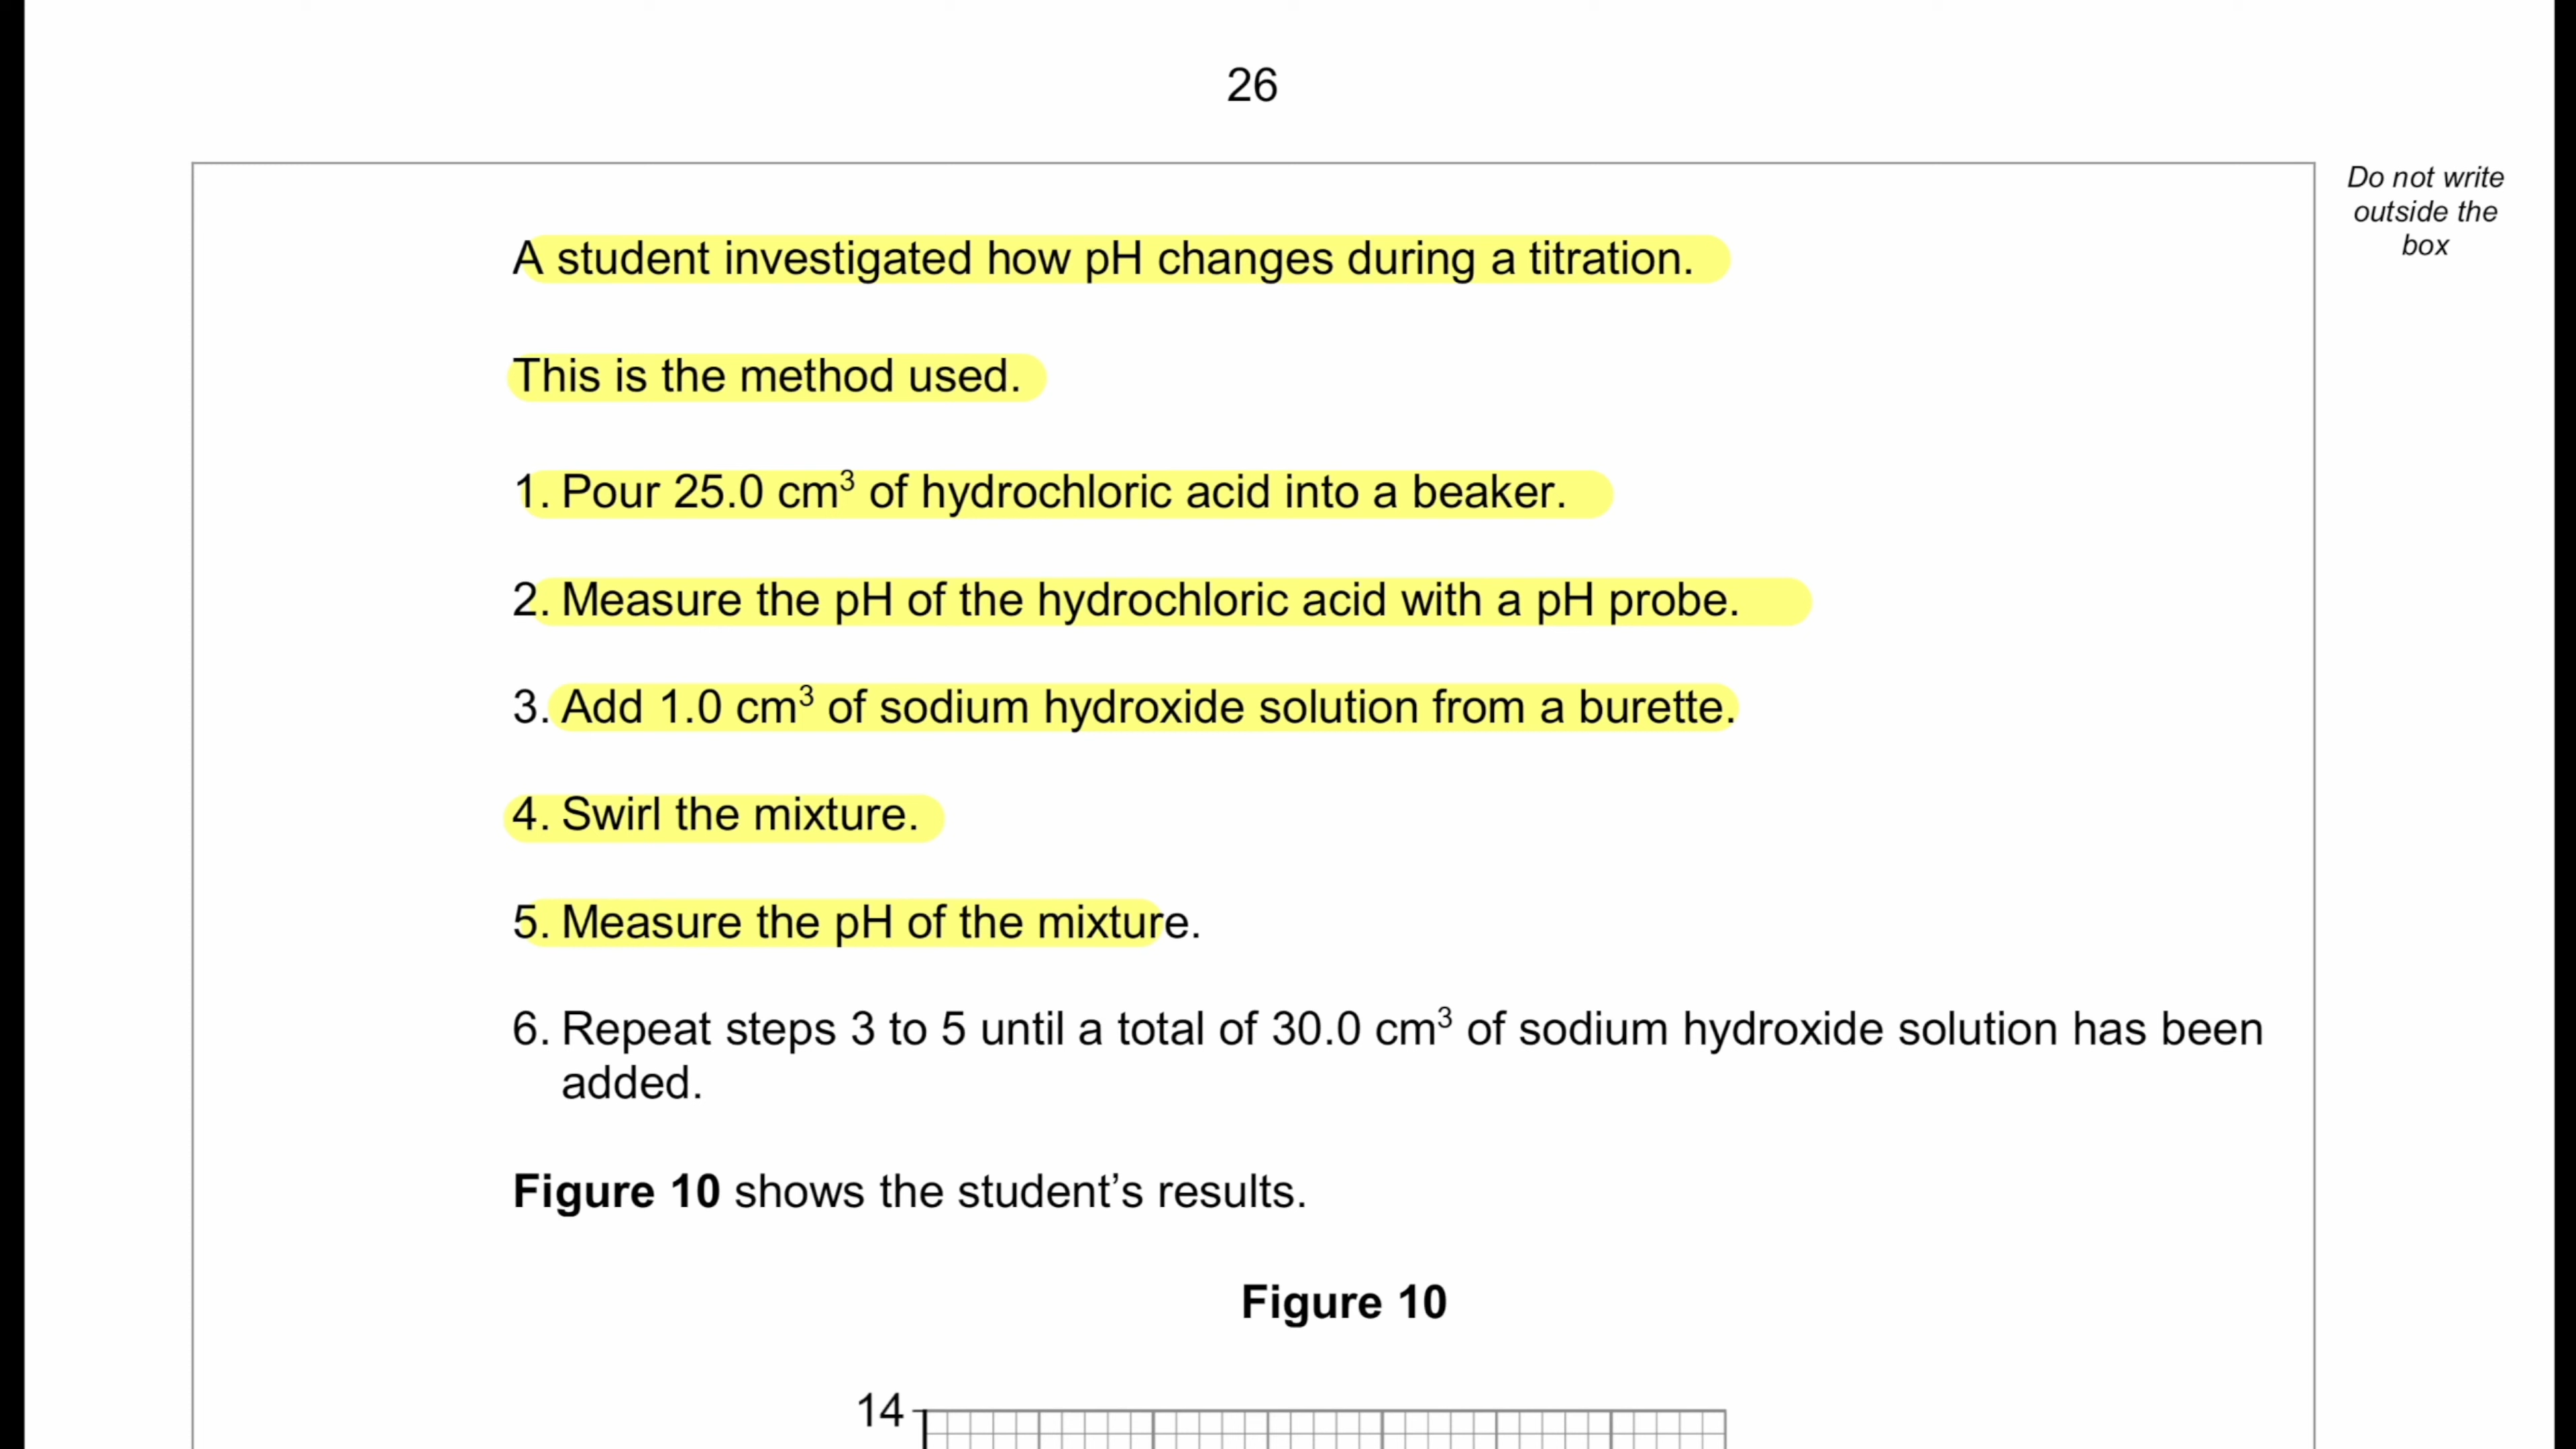 26
Do not write
outside the
box
A student investigated how pH changes during a titration.
This is the method used.
1. Pour 25.0 cm³ of hydrochloric acid into a beaker.
2. Measure the pH of the hydrochloric acid with a pH probe.
3. Add 1.0 cm³ of sodium hydroxide solution from a burette.
4. Swirl the mixture.
5. Measure the pH of the mixture.
6. Repeat steps 3 to 5 until a total of 30.0 cm³ of sodium hydroxide solution has been
added.
Figure 10 shows the student’s results.
Figure 10
14